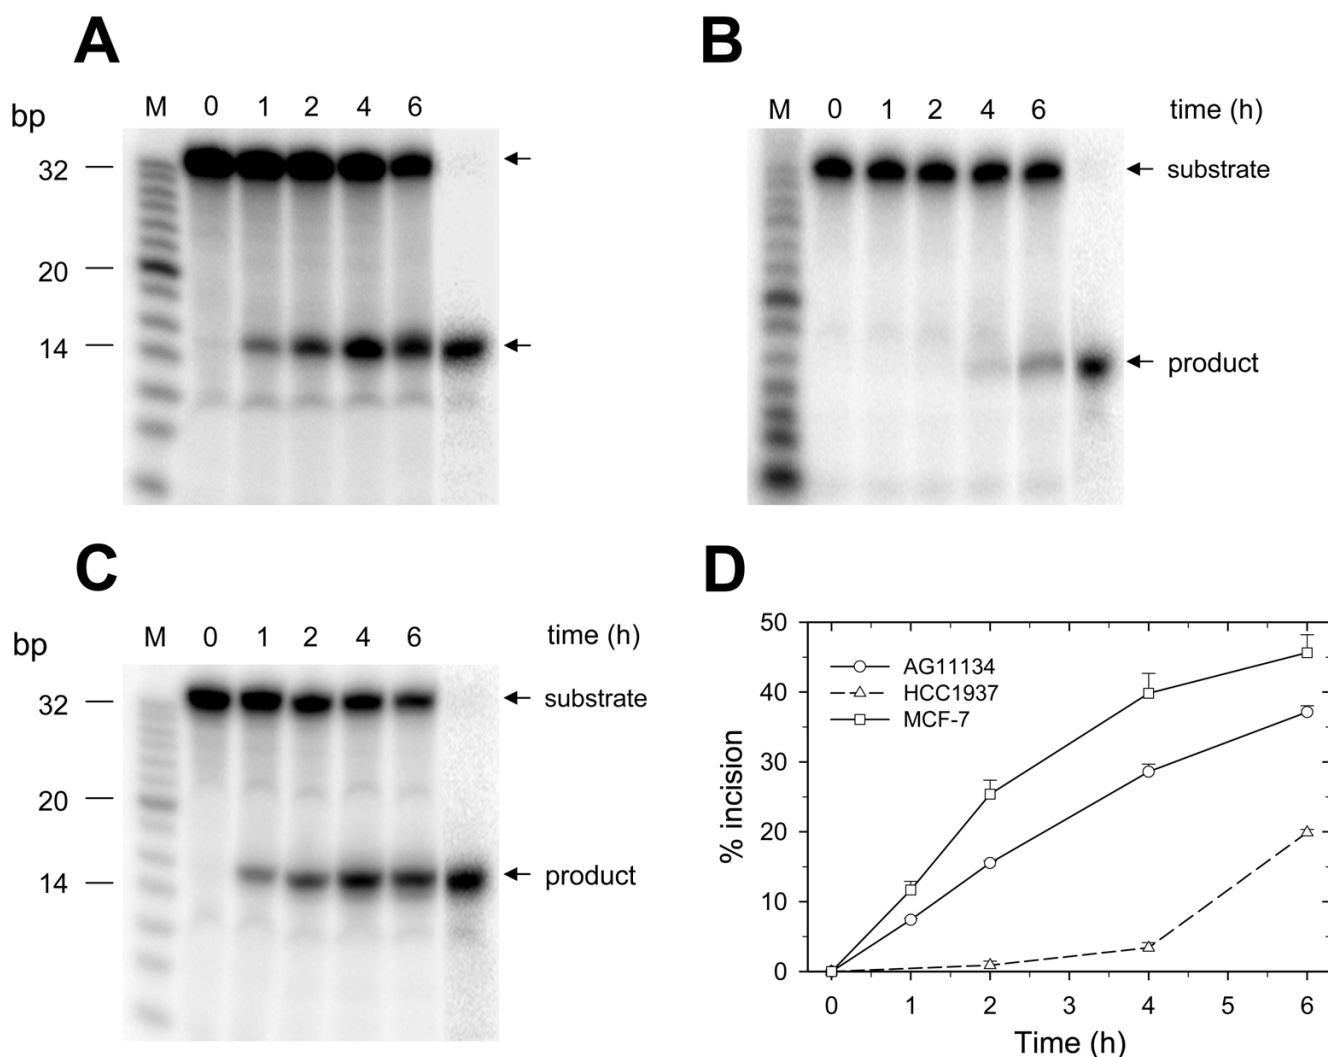 A
M 0 1 2 4 6
bp
32
20
14
B
M 0 1 2 4 6 time (h)
substrate
product
C
M 0 1 2 4 6 time (h)
bp
32 substrate
20
14 product
D
50
40
30
20
10
0
% incision
AG11134
HCC1937
MCF-7
0 1 2 3 4 5 6
Time (h)